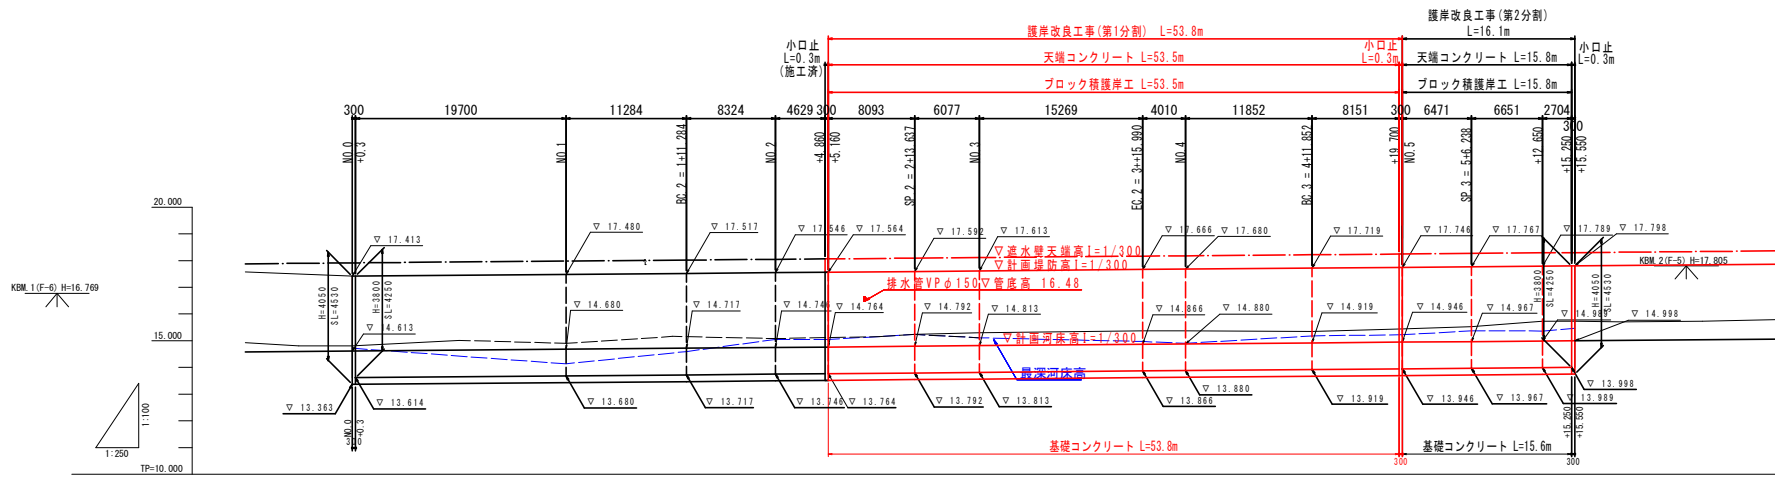 護岸改良工事(第1分割) L=53.8m
護岸改良工事(第2分割)
L=16.1m
小口止
L=0.3m
(施工済)
小口止
L=0.3m
小口止
L=0.3m
天端コンクリート L=53.5m
天端コンクリート L=15.8m
ブロック積護岸工 L=53.5m
ブロック積護岸工 L=15.8m
300 19700 11284 8324 4629 300 8093 6077 15269 4010 11852 8151 300 6471 6651 2704
300
NO.0
+0.3
NO.1
BC.2 = 1+11.284
NO.2
+4.860
+5.160
SP.2 = 2+13.637
NO.3
EC.2 = 3++15.990
NO.4
BC.3 = 4+11.852
+19.700
NO.5
SP.3 = 5+6.238
+12.650
+15.250
+15.550
20.000
▽ 17.413
▽ 17.480
▽ 17.517
▽ 17.546
▽ 17.564
▽ 17.592
▽ 17.613
▽ 17.666
▽ 17.680
▽ 17.719
▽ 17.746
▽ 17.767
▽ 17.789
▽ 17.798
▽遮水壁天端高I=1/300
▽計画堤防高I=1/300
排水管VPφ150▽管底高 16.48
KBM.1(F-6) H=16.769
KBM.2(F-5) H=17.805
H=4050
SL=4530
H=3800
SL=4250
H=3800
SL=4250
H=4050
SL=4530
15.000
▽ 14.613
▽ 14.680
▽ 14.717
▽ 14.746
▽ 14.764
▽ 14.792
▽ 14.813
▽ 14.866
▽ 14.880
▽ 14.919
▽ 14.946
▽ 14.967
▽ 14.989
▽ 14.998
▽計画河床高I=1/300
最深河床高
▽ 13.363
▽ 13.614
▽ 13.680
▽ 13.717
▽ 13.746
▽ 13.764
▽ 13.792
▽ 13.813
▽ 13.866
▽ 13.880
▽ 13.919
▽ 13.946
▽ 13.967
▽ 13.989
▽ 13.998
1:100
1:250
NO.0
+0.3
300
+15.250
+15.550
基礎コンクリート L=53.8m
基礎コンクリート L=15.6m
300
300
TP=10.000